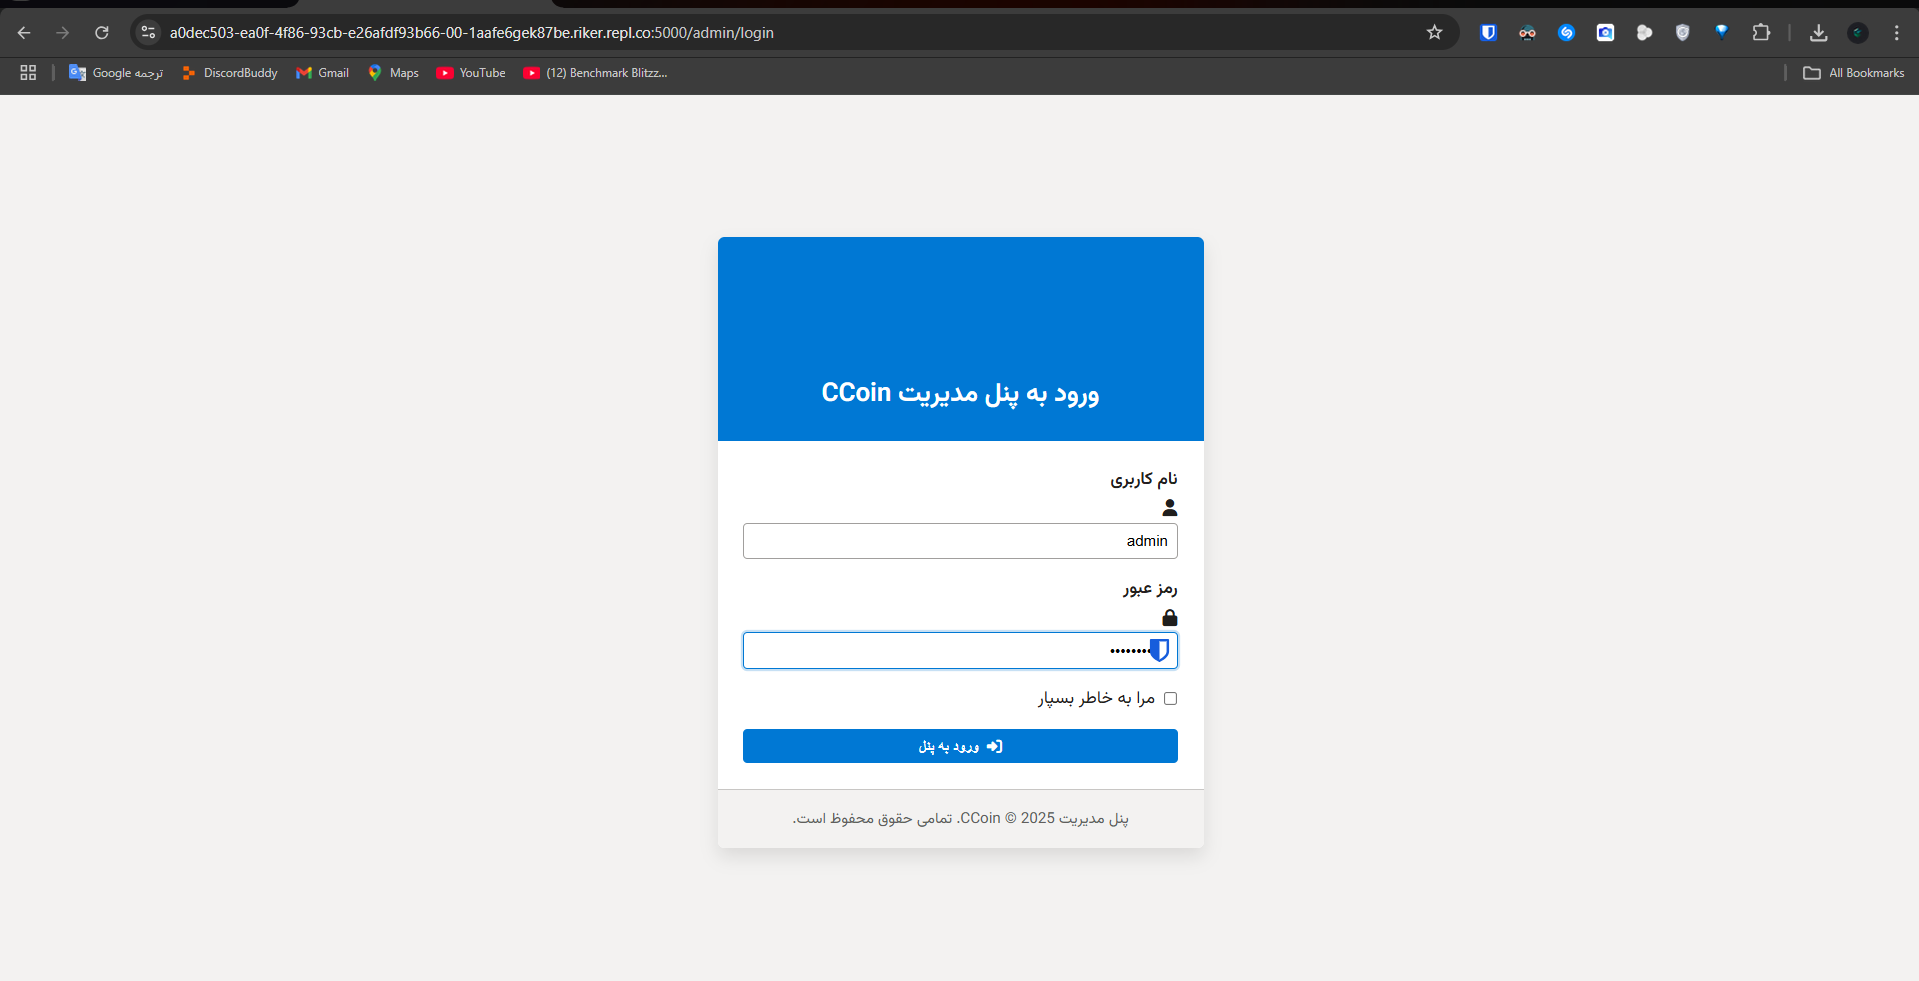 a0dec503-ea0f-4f86-93cb-e26afdf93b66-00-1aafe6gek87be.riker.repl.co:5000/admin/login
Google ترجمه DiscordBuddy Gmail Maps YouTube (12) Benchmark Blitzz... All Bookmarks
ورود به پنل مدیریت CCoin
نام کاربری
admin
رمز عبور
مرا به خاطر بسپار
ورود به پنل
پنل مدیریت CCoin © 2025. تمامی حقوق محفوظ است.